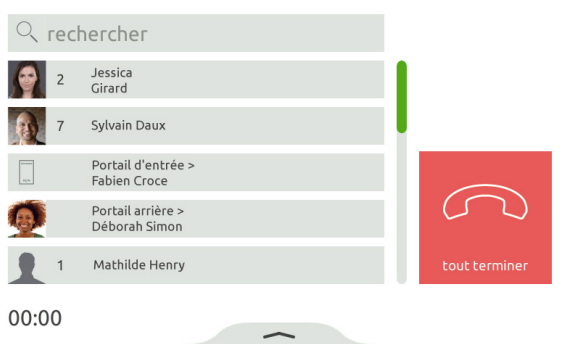 rechercher
2 Jessica
Girard
7 Sylvain Daux
Portail d'entrée >
Fabien Croce
Portail arrière >
Déborah Simon
1 Mathilde Henry
tout terminer
00:00